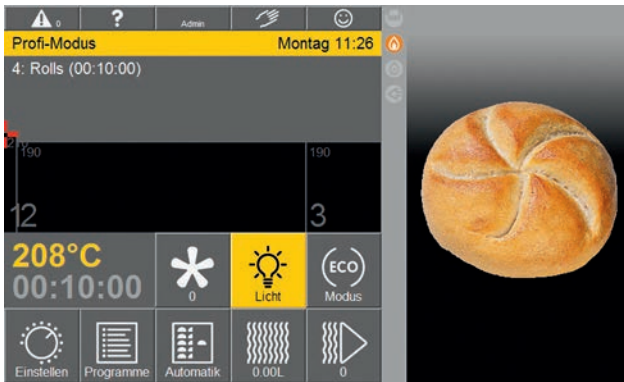 0
?
Admin
Profi-Modus Montag 11:26
4: Rolls (00:10:00)
190 190
12 3
208°C
00:10:00
0
Licht
ECO
Modus
Einstellen
Programme
Automatik
0.00L
0